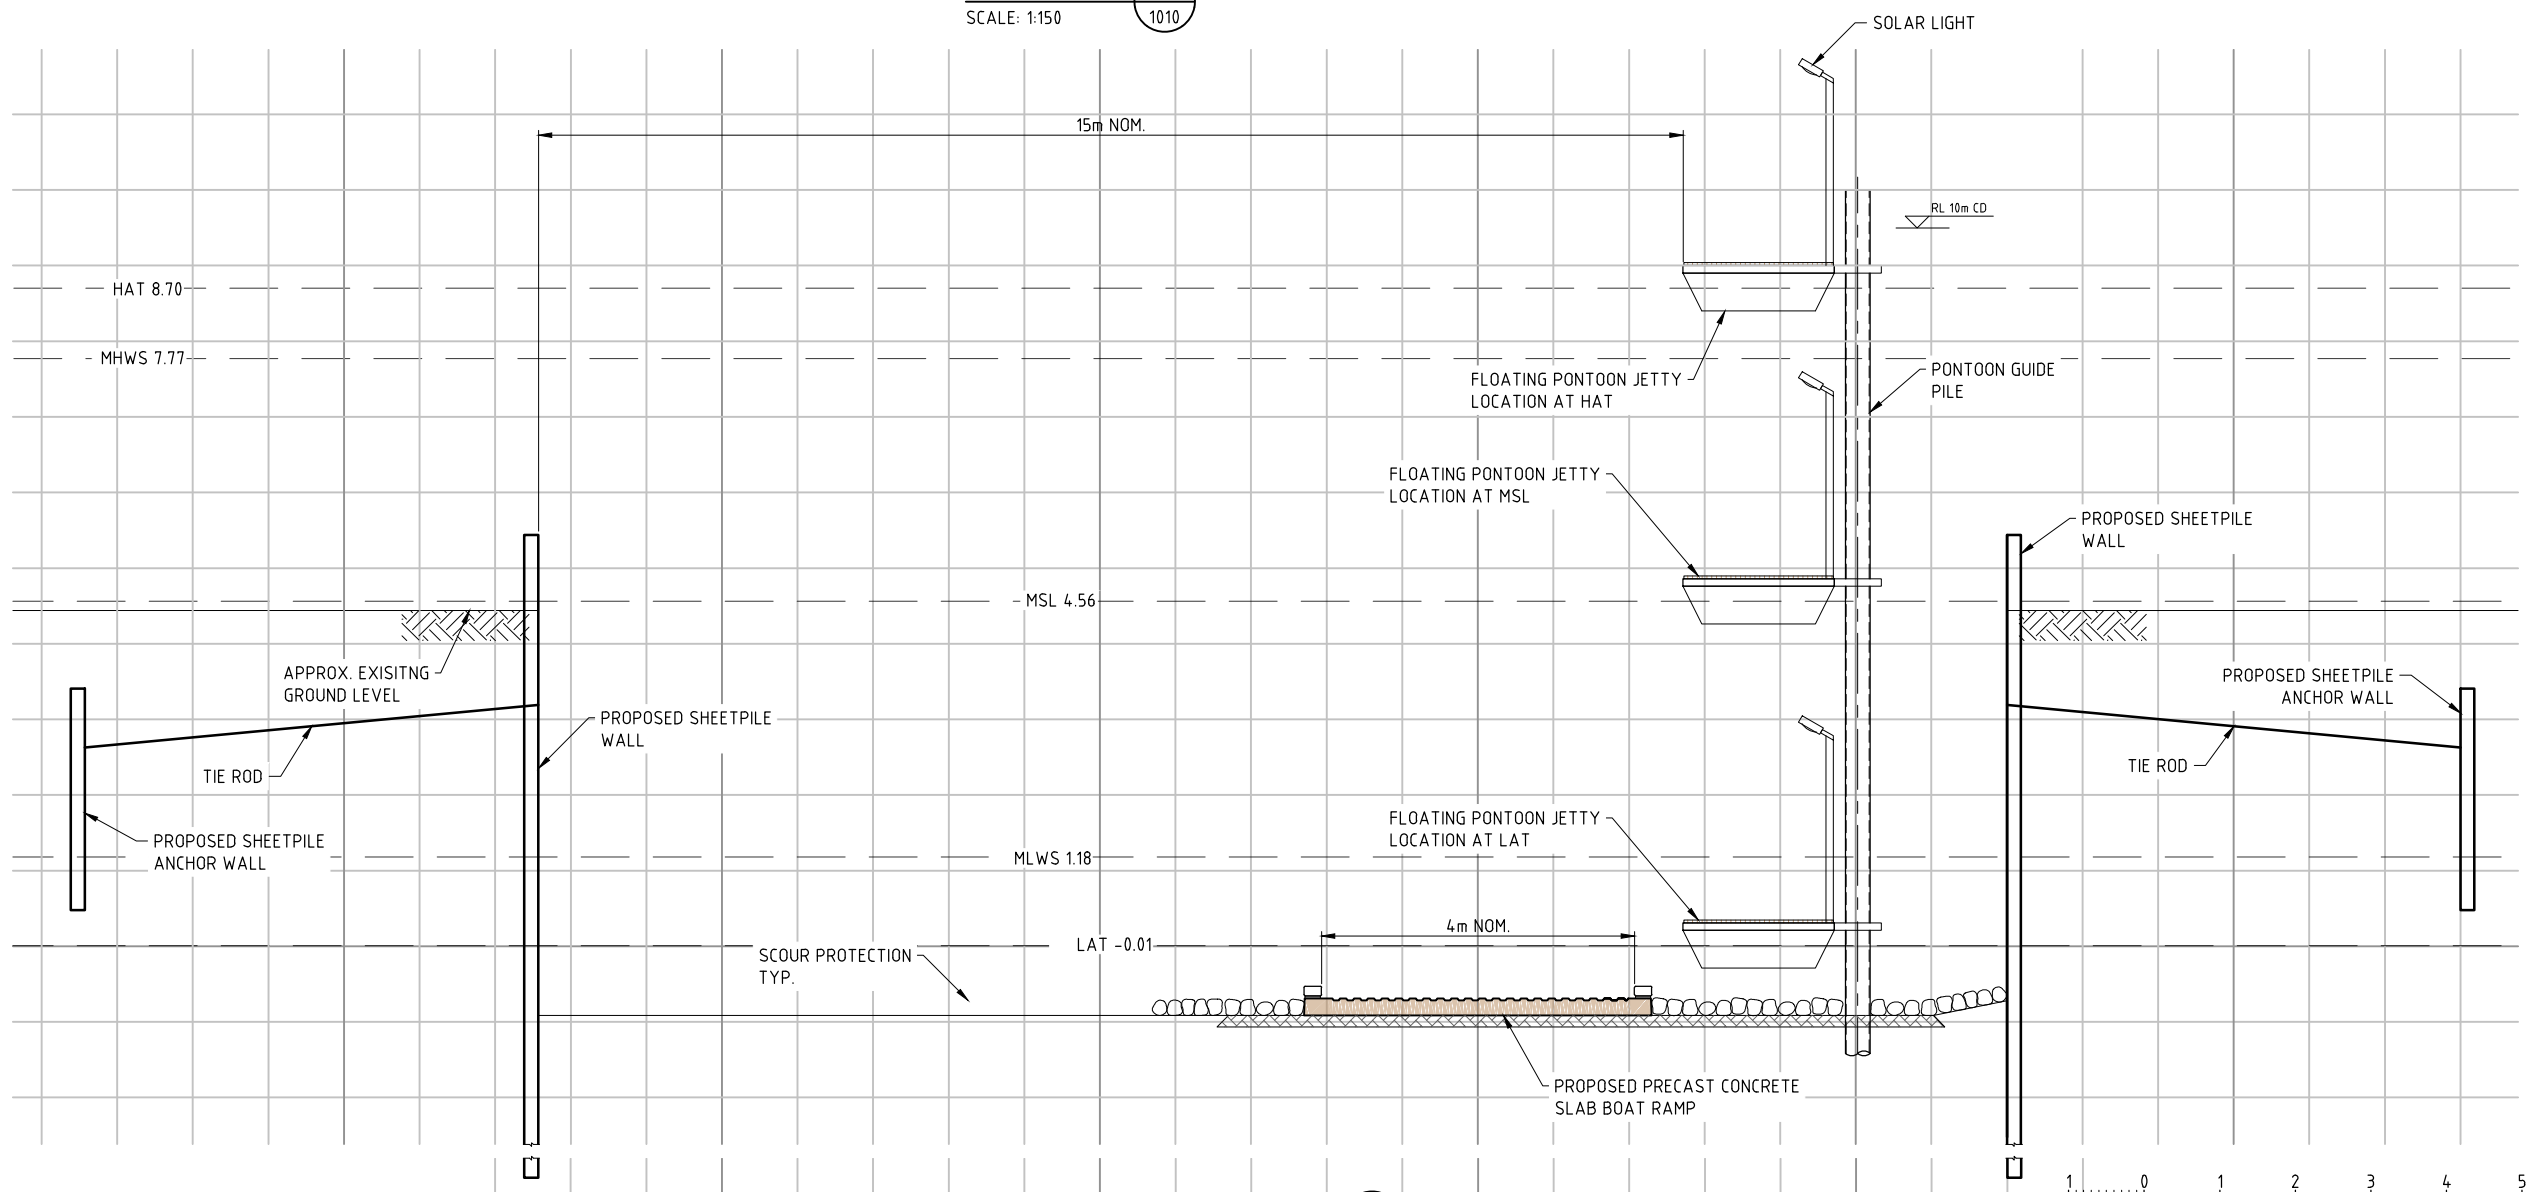 SCALE: 1:150
1010
SOLAR LIGHT
15m NOM.
RL 10m CD
HAT 8.70
MHWS 7.77
FLOATING PONTOON JETTY
LOCATION AT HAT
PONTOON GUIDE
PILE
FLOATING PONTOON JETTY
LOCATION AT MSL
PROPOSED SHEETPILE
WALL
MSL 4.56
APPROX. EXISITNG
GROUND LEVEL
PROPOSED SHEETPILE
ANCHOR WALL
PROPOSED SHEETPILE
WALL
TIE ROD
TIE ROD
FLOATING PONTOON JETTY
LOCATION AT LAT
PROPOSED SHEETPILE
ANCHOR WALL
MLWS 1.18
4m NOM.
LAT -0.01
SCOUR PROTECTION
TYP.
PROPOSED PRECAST CONCRETE
SLAB BOAT RAMP
1 0 1 2 3 4 5